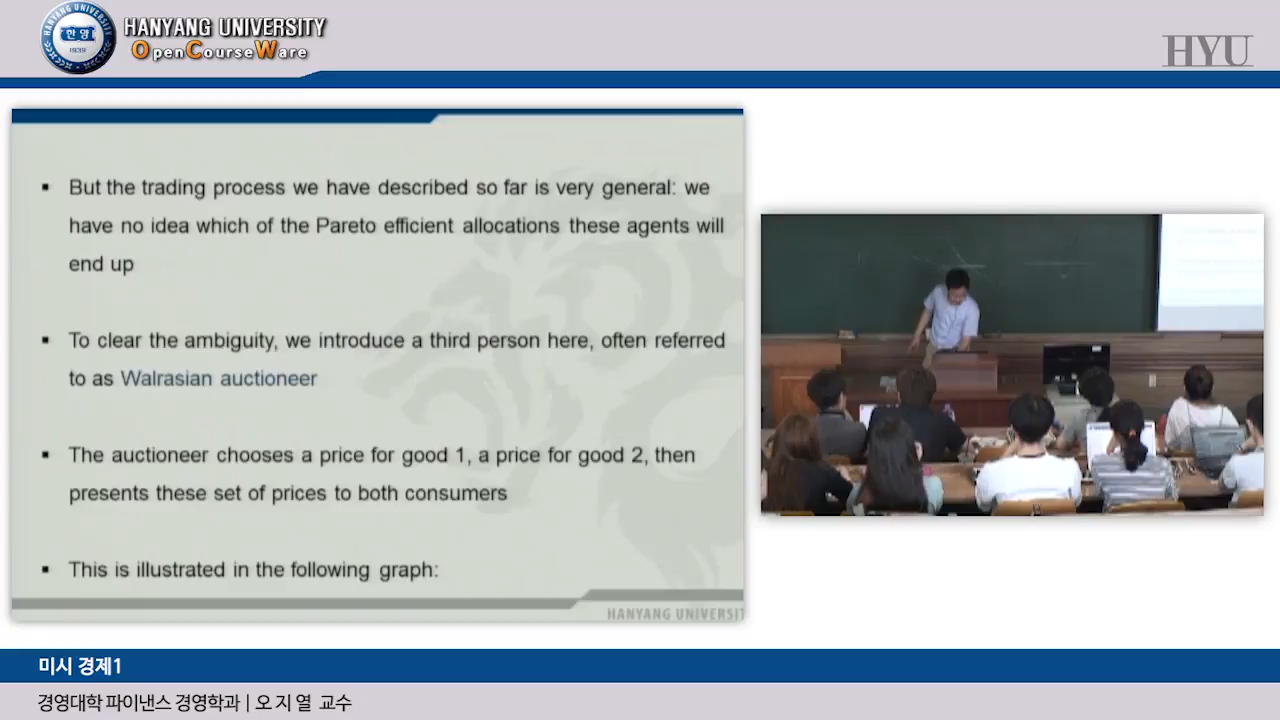 한양
1939
HANYANG UNIVERSITY
OpenCourseWare
HYU
▪ But the trading process we have described so far is very general: we
have no idea which of the Pareto efficient allocations these agents will
end up
▪ To clear the ambiguity, we introduce a third person here, often referred
to as Walrasian auctioneer
▪ The auctioneer chooses a price for good 1, a price for good 2, then
presents these set of prices to both consumers
▪ This is illustrated in the following graph:
HANYANG UNIVERSIT
미시 경제1
경영대학 파이낸스 경영학과 | 오 지 열 교수